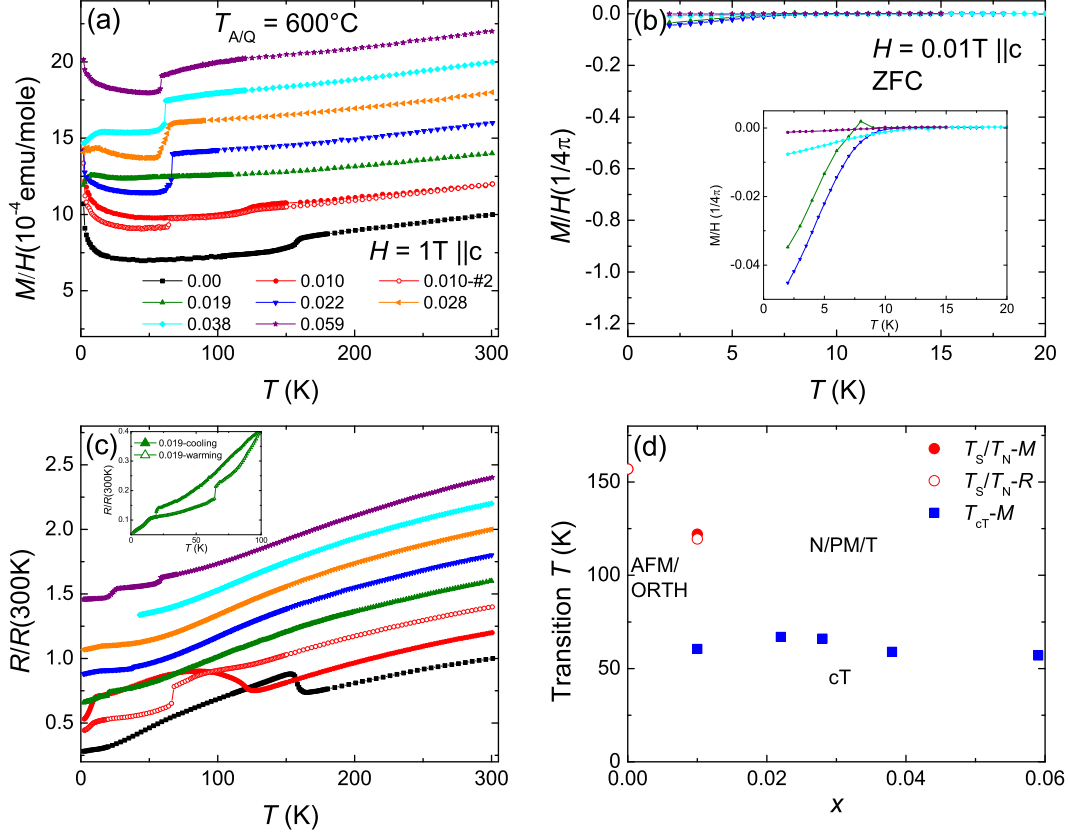 (a)
T_A/Q = 600°C
M/H(10^-4emu/mole)
20
15
10
5
H = 1T ||c
0.00
0.010
0.010-#2
0.019
0.022
0.028
0.038
0.059
0
100
200
300
T (K)
(b)
H = 0.01T ||c
ZFC
M/H(1/4π)
0.0
-0.2
-0.4
-0.6
-0.8
-1.0
-1.2
0
5
10
15
20
T (K)
M/H (1/4π)
0.00
-0.02
-0.04
0
5
10
15
20
T (K)
(c)
R/R(300K)
2.5
2.0
1.5
1.0
0.5
0
100
200
300
T (K)
0.019-cooling
0.019-warming
R/R(300K)
0.4
0.3
0.2
0.1
0
50
100
T (K)
(d)
T_S/T_N-M
T_S/T_N-R
T_cT-M
Transition T (K)
150
100
50
0
AFM/
ORTH
N/PM/T
cT
0.00
0.02
0.04
0.06
x